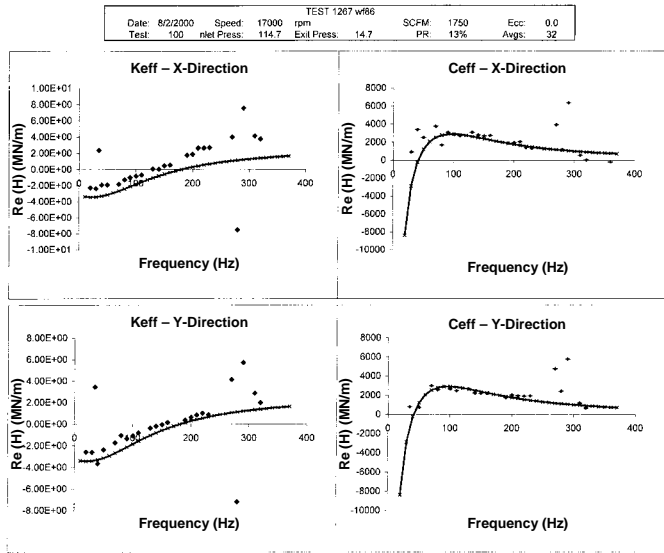 TEST 1267 wf86
Date: 8/2/2000 Speed: 17000 rpm SCFM: 1750 Ecc: 0.0
Test: 100 nlet Press: 114.7 Exit Press: 14.7 PR: 13% Avgs: 32
Keff – X-Direction
Re (H) (MN/m)
1.00E+01
8.00E+00
6.00E+00
4.00E+00
2.00E+00
0.00E+00
-2.00E+00
-4.00E+00
-6.00E+00
-8.00E+00
-1.00E+01
100 200 300 400
Frequency (Hz)
Ceff – X-Direction
Re (H) (MN/m)
8000
6000
4000
2000
0
-2000
-4000
-6000
-8000
-10000
100 200 300 400
Frequency (Hz)
Keff – Y-Direction
Re (H) (MN/m)
8.00E+00
6.00E+00
4.00E+00
2.00E+00
0.00E+00
-2.00E+00
-4.00E+00
-6.00E+00
-8.00E+00
100 200 300 400
Frequency (Hz)
Ceff – Y-Direction
Re (H) (MN/m)
8000
6000
4000
2000
0
-2000
-4000
-6000
-8000
-10000
100 200 300 400
Frequency (Hz)